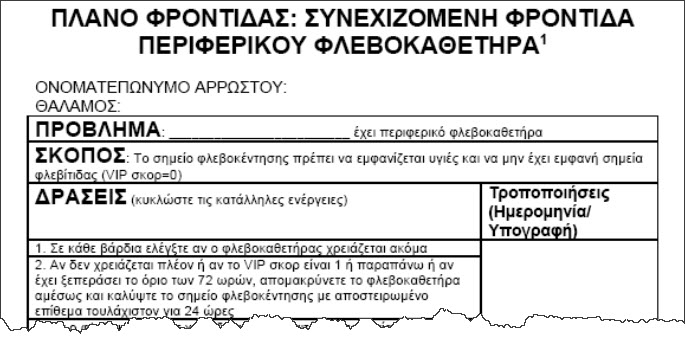 ΠΛΑΝΟ ΦΡΟΝΤΙΔΑΣ: ΣΥΝΕΧΙΖΟΜΕΝΗ ΦΡΟΝΤΙΔΑ
ΠΕΡΙΦΕΡΙΚΟΥ ΦΛΕΒΟΚΑΘΕΤΗΡΑ¹
ΟΝΟΜΑΤΕΠΩΝΥΜΟ ΑΡΡΩΣΤΟΥ:
ΘΑΛΑΜΟΣ:
ΠΡΟΒΛΗΜΑ: ________________________ έχει περιφερικό φλεβοκαθετήρα
ΣΚΟΠΟΣ: Το σημείο φλεβοκέντησης πρέπει να εμφανίζεται υγιές και να μην έχει εμφανή σημεία
φλεβίτιδας (VIP σκορ=0)
ΔΡΑΣΕΙΣ (κυκλώστε τις κατάλληλες ενέργειες)
Τροποποιήσεις
(Ημερομηνία/
Υπογραφή)
1. Σε κάθε βάρδια ελέγξτε αν ο φλεβοκαθετήρας χρειάζεται ακόμα
2. Αν δεν χρειάζεται πλέον ή αν το VIP σκορ είναι 1 ή παραπάνω ή αν
έχει ξεπεράσει το όριο των 72 ωρών, απομακρύνετε το φλεβοκαθετήρα
αμέσως και καλύψτε το σημείο φλεβοκέντησης με αποστειρωμένο
επίθεμα τουλάχιστον για 24 ώρες